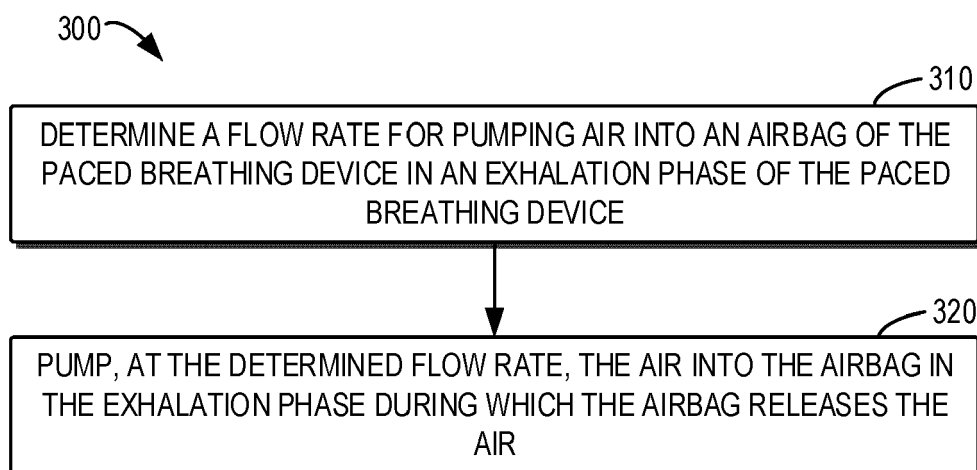 300
310
DETERMINE A FLOW RATE FOR PUMPING AIR INTO AN AIRBAG OF THE
PACED BREATHING DEVICE IN AN EXHALATION PHASE OF THE PACED
BREATHING DEVICE
320
PUMP, AT THE DETERMINED FLOW RATE, THE AIR INTO THE AIRBAG IN
THE EXHALATION PHASE DURING WHICH THE AIRBAG RELEASES THE
AIR